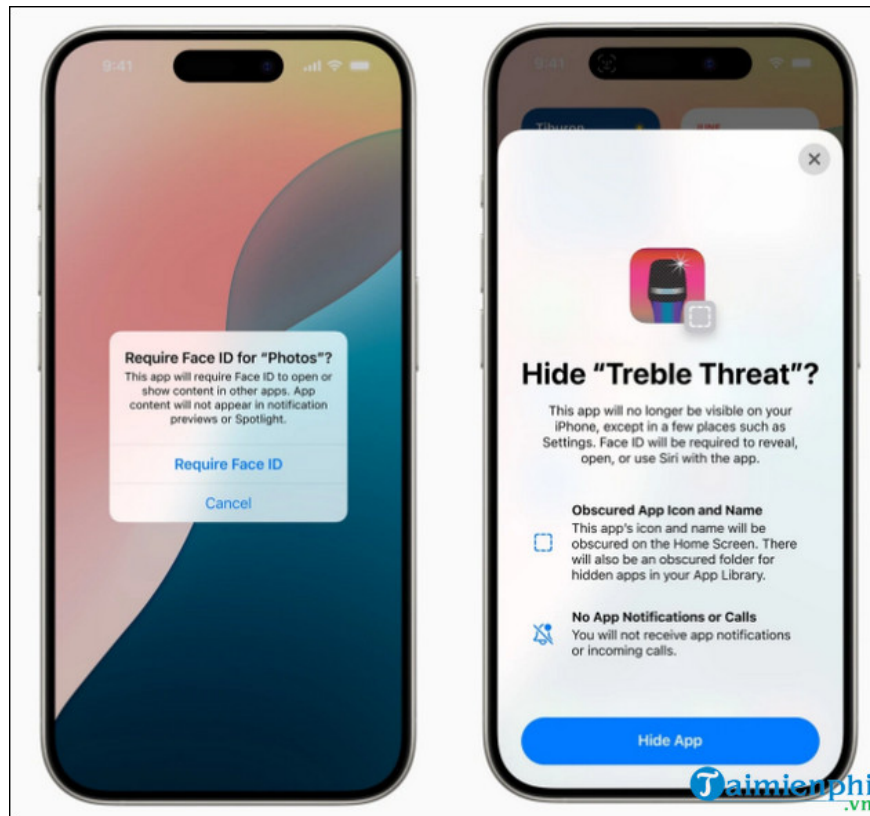 9:41
Require Face ID for “Photos”?
This app will require Face ID to open or
show content in other apps. App
content will not appear in notification
previews or Spotlight.
Require Face ID
Cancel
9:41
Tiburon
JUNE
Hide “Treble Threat”?
This app will no longer be visible on your
iPhone, except in a few places such as
Settings. Face ID will be required to reveal,
open, or use Siri with the app.
Obscured App Icon and Name
This app's icon and name will be
obscured on the Home Screen. There
will also be an obscured folder for
hidden apps in your App Library.
No App Notifications or Calls
You will not receive app notifications
or incoming calls.
Hide App
Taimienphi
.vn